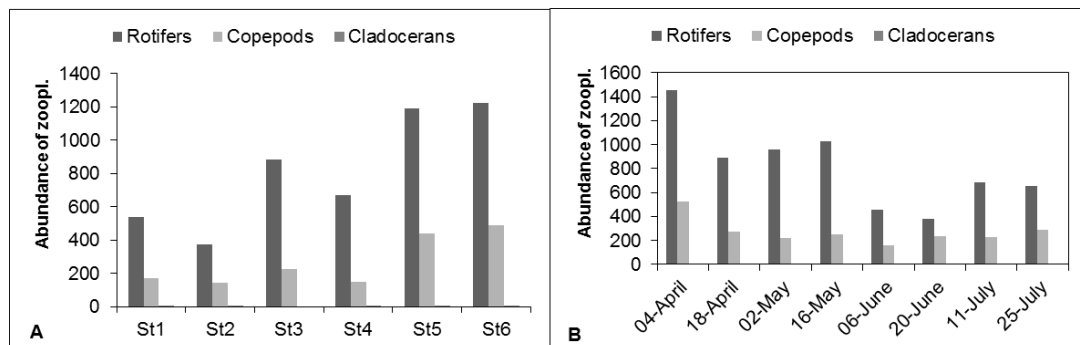 Rotifers Copepods Cladocerans
Abundance of zoopl.
1400
1200
1000
800
600
400
200
0
St1 St2 St3 St4 St5 St6
A
Rotifers Copepods Cladocerans
Abundance of zoopl.
1600
1400
1200
1000
800
600
400
200
0
04-April 18-April 02-May 16-May 06-June 20-June 11-July 25-July
B